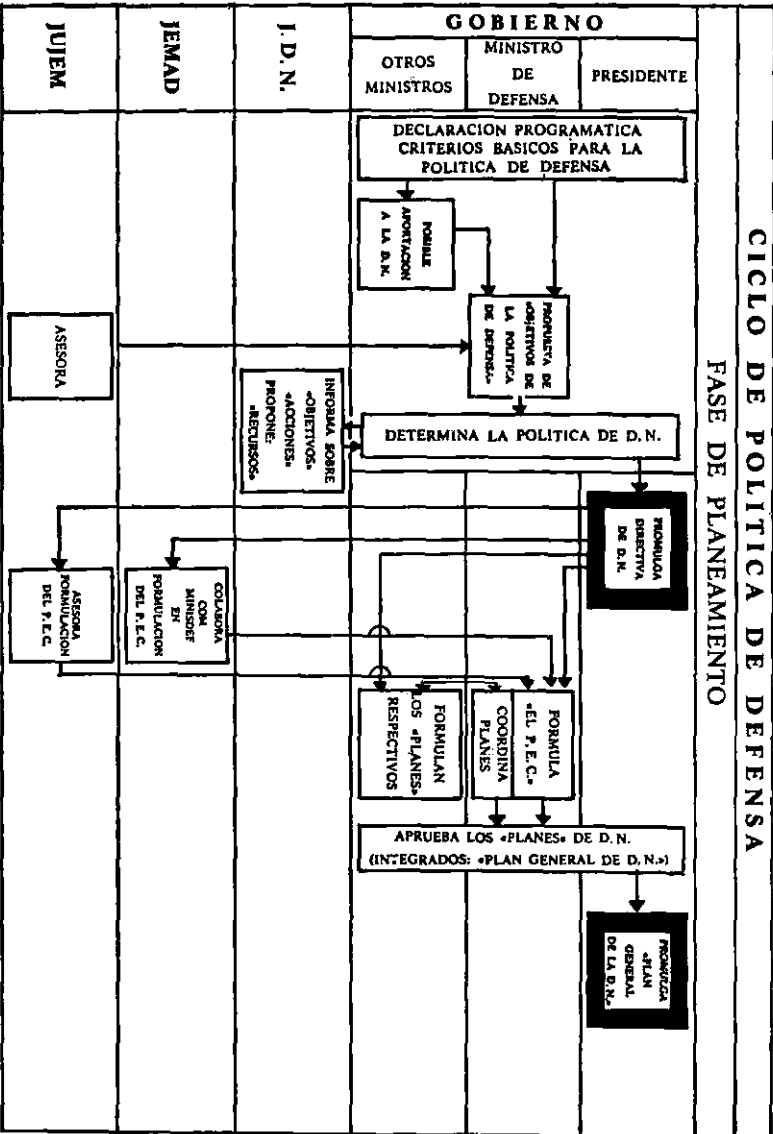 CICLO DE POLITICA DE DEFENSA
FASE DE PLANEAMIENTO
GOBIERNO
PRESIDENTE
MINISTRO
DE
DEFENSA
OTROS
MINISTROS
J.D.N.
JEMAD
JUJEM
DECLARACION PROGRAMATICA
CRITERIOS BASICOS PARA LA
POLITICA DE DEFENSA
POSIBLE
APORTACION
A LA D.N.
PROPUESTA DE
«OBJETIVOS DE
LA POLITICA
DE DEFENSA»
ASESORA
DETERMINA LA POLITICA DE D.N.
INFORMA SOBRE
«OBJETIVOS»
«ACCIONES»
PROPONE:
«RECURSOS»
PROMULGA
DIRECTIVA
DE D.N.
COLABORA
COM
MINISDEF
EN
FORMULACION
DEL P.E.C.
ASESORA
FORMULACION
DEL P.E.C.
FORMULA
«EL P.E.C.»
COORDINA
PLANES
FORMULAN
LOS «PLANES»
RESPECTIVOS
APRUEBA LOS «PLANES» DE D.N.
(INTEGRADOS: «PLAN GENERAL DE D.N.»)
PROMULGA
«PLAN
GENERAL
DE LA D.N.»